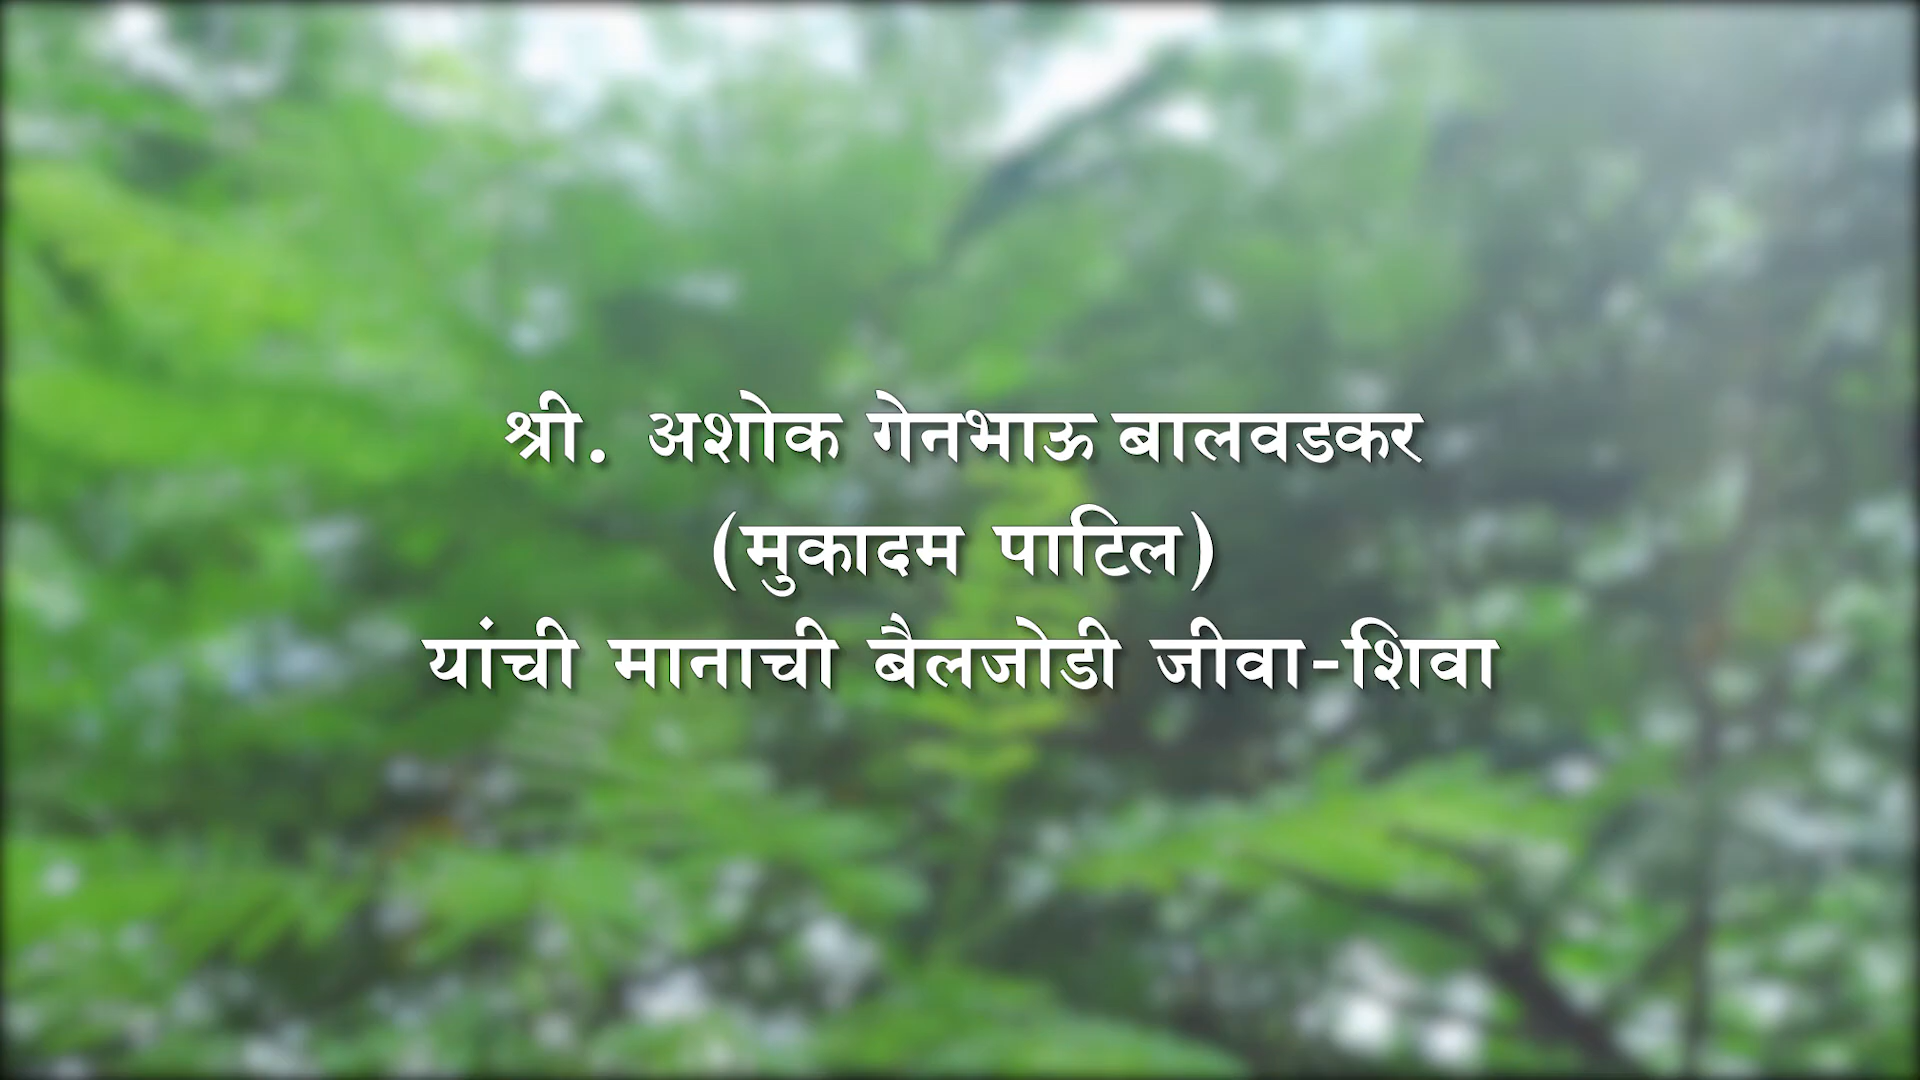 श्री. अशोक गेनभाऊ बालवडकर
(मुकादम पाटिल)
यांची मानाची बैलजोडी जीवा-शिवा